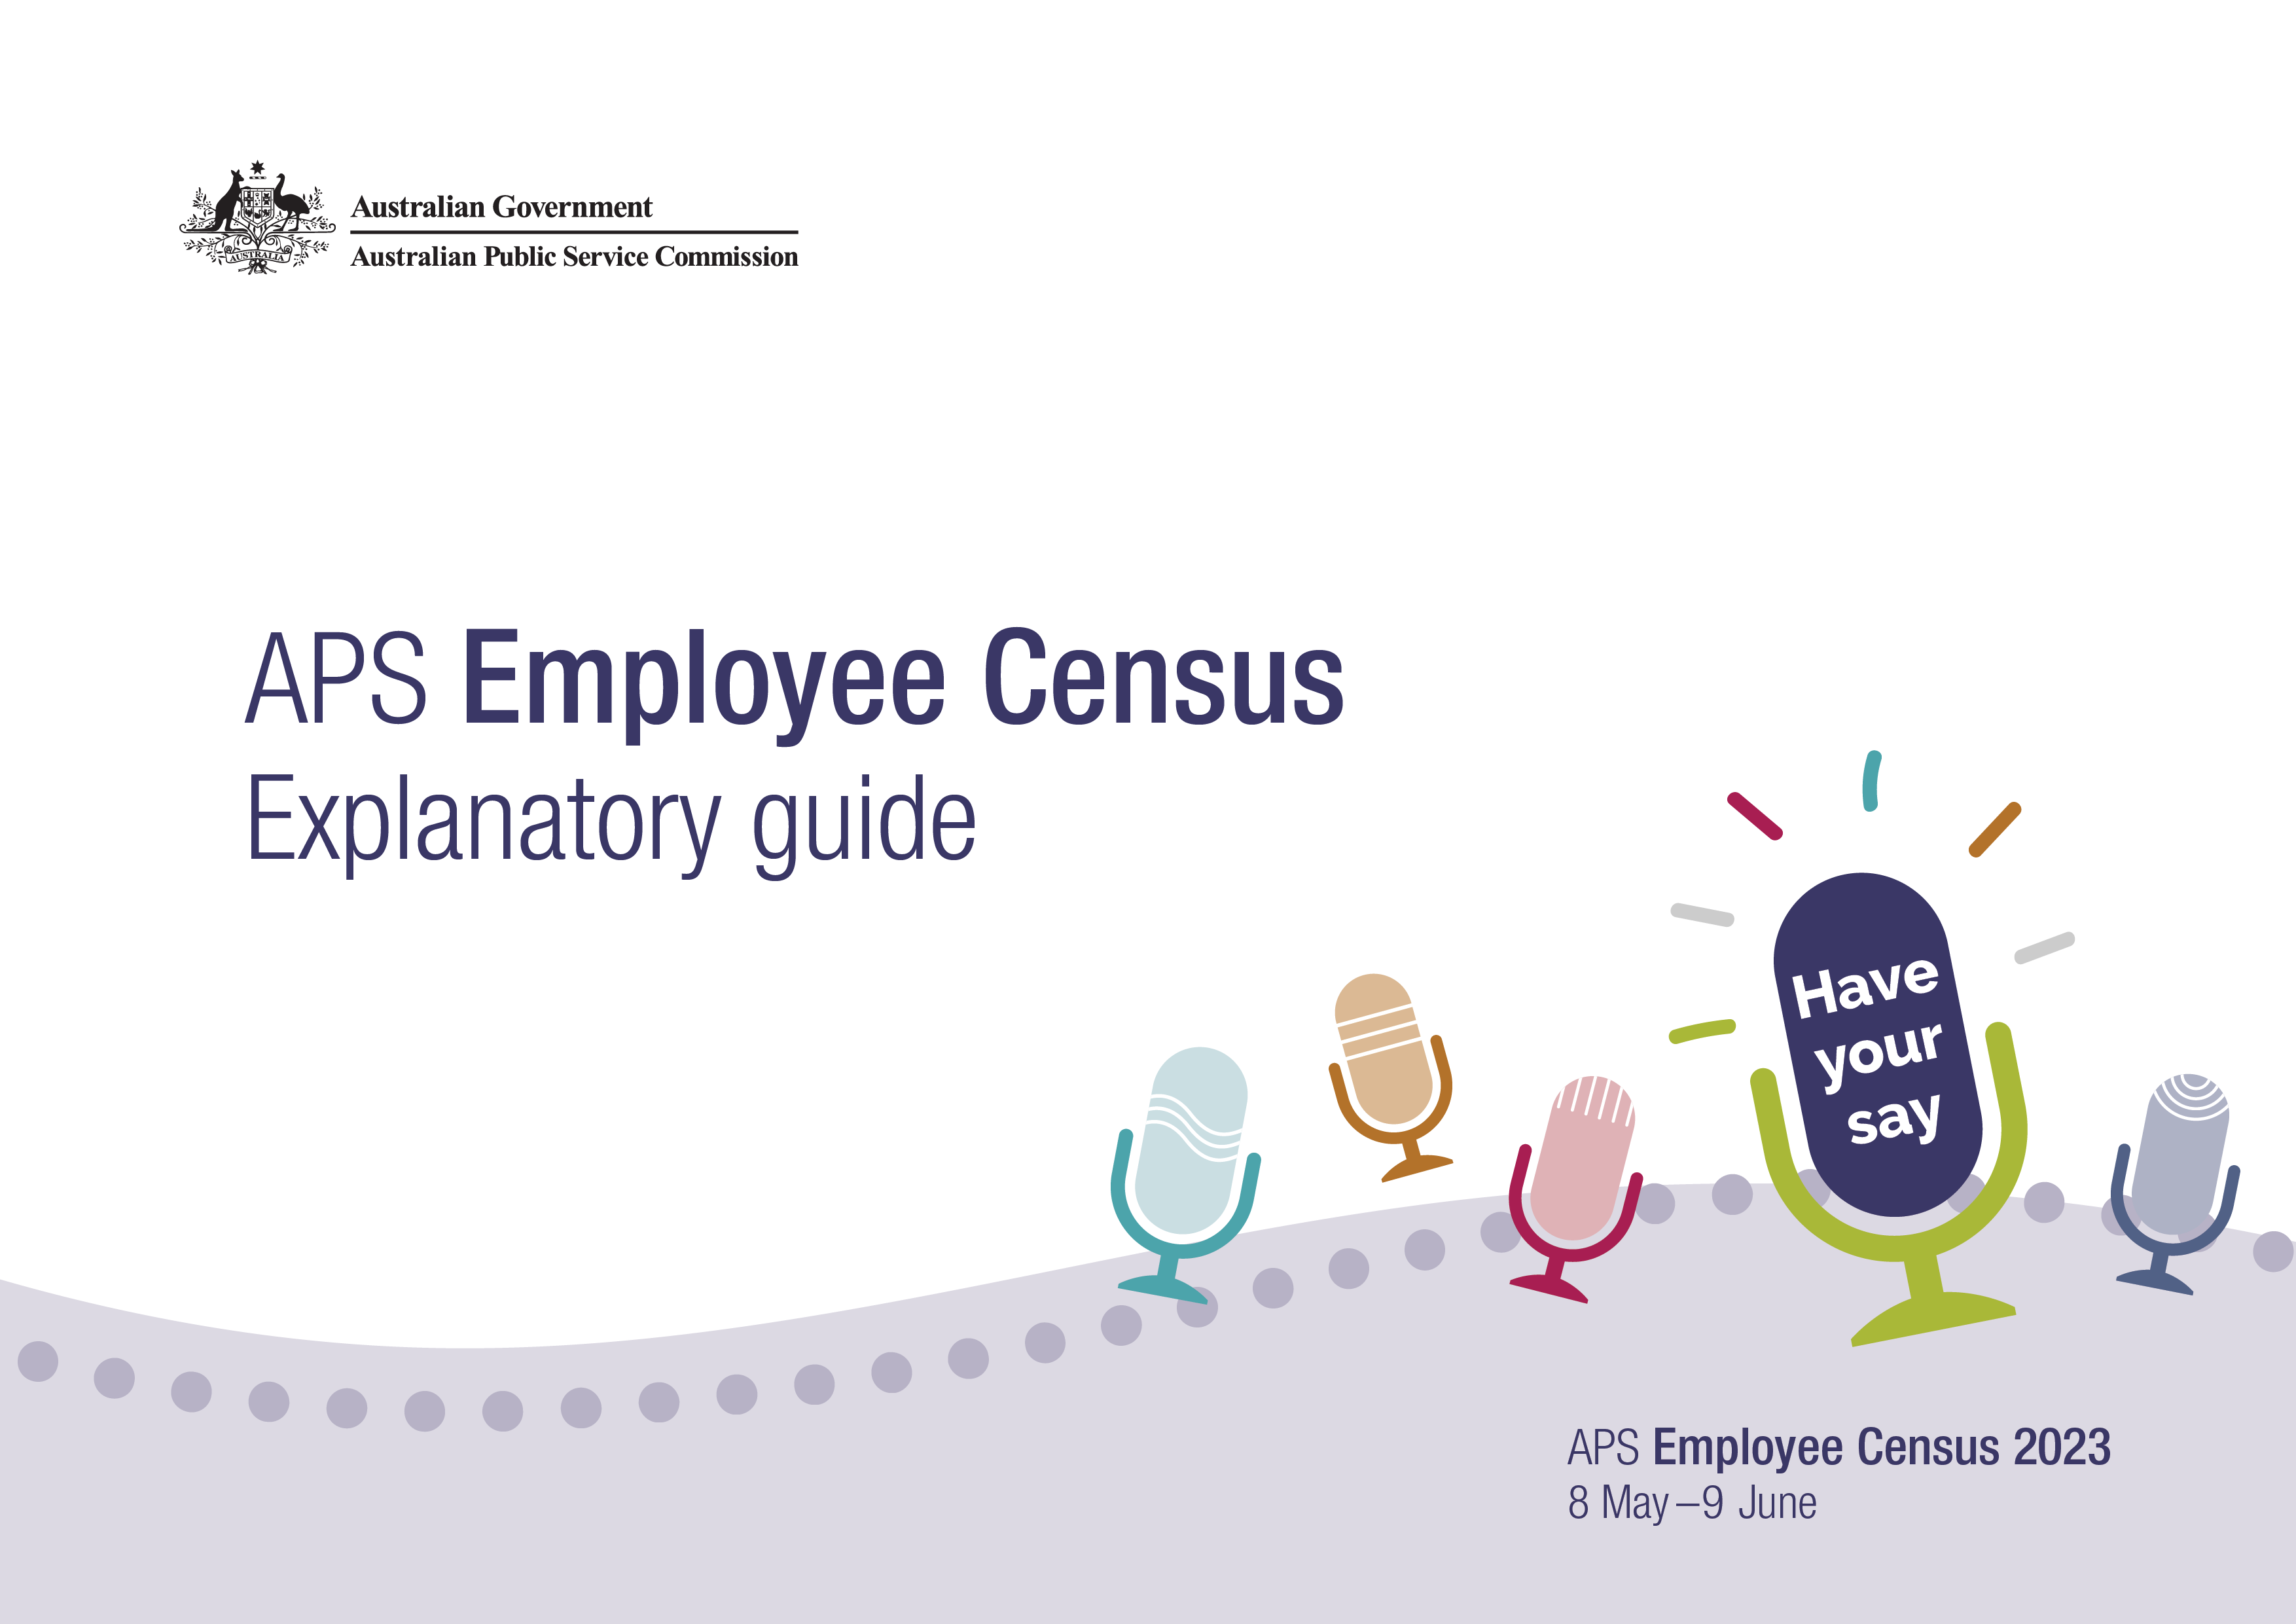 AUSTRALIA
Australian Government
Australian Public Service Commission
APS Employee Census
Explanatory guide
Have
your
say
APS Employee Census 2023
8 May – 9 June